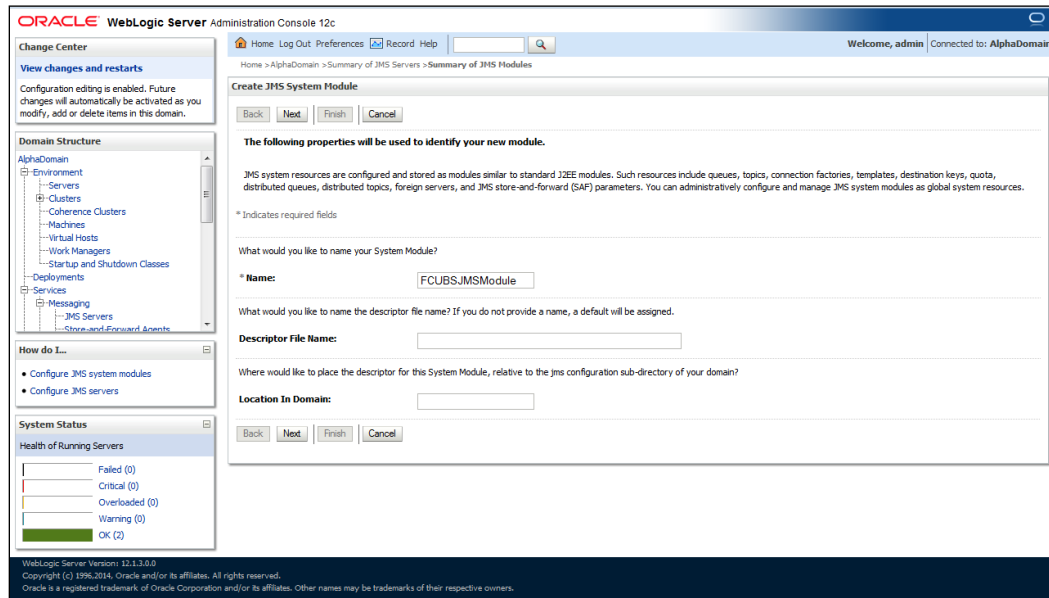 ORACLE WebLogic Server Administration Console 12c
Change Center
View changes and restarts
Configuration editing is enabled. Future
changes will automatically be activated as you
modify, add or delete items in this domain.
Domain Structure
AlphaDomain
Environment
Servers
Clusters
Coherence Clusters
Machines
Virtual Hosts
Work Managers
Startup and Shutdown Classes
Deployments
Services
Messaging
JMS Servers
Store-and-Forward Agents
How do I...
Configure JMS system modules
Configure JMS servers
System Status
Health of Running Servers
Failed (0)
Critical (0)
Overloaded (0)
Warning (0)
OK (2)
Home Log Out Preferences Record Help
Welcome, admin Connected to: AlphaDomain
Home >AlphaDomain >Summary of JMS Servers >Summary of JMS Modules
Create JMS System Module
Back Next Finish Cancel
The following properties will be used to identify your new module.
JMS system resources are configured and stored as modules similar to standard J2EE modules. Such resources include queues, topics, connection factories, templates, destination keys, quota,
distributed queues, distributed topics, foreign servers, and JMS store-and-forward (SAF) parameters. You can administratively configure and manage JMS system modules as global system resources.
* Indicates required fields
What would you like to name your System Module?
* Name: FCUBSJMSModule
What would you like to name the descriptor file name? If you do not provide a name, a default will be assigned.
Descriptor File Name:
Where would like to place the descriptor for this System Module, relative to the jms configuration sub-directory of your domain?
Location In Domain:
Back Next Finish Cancel
WebLogic Server Version: 12.1.3.0.0
Copyright (c) 1996,2014, Oracle and/or its affiliates. All rights reserved.
Oracle is a registered trademark of Oracle Corporation and/or its affiliates. Other names may be trademarks of their respective owners.